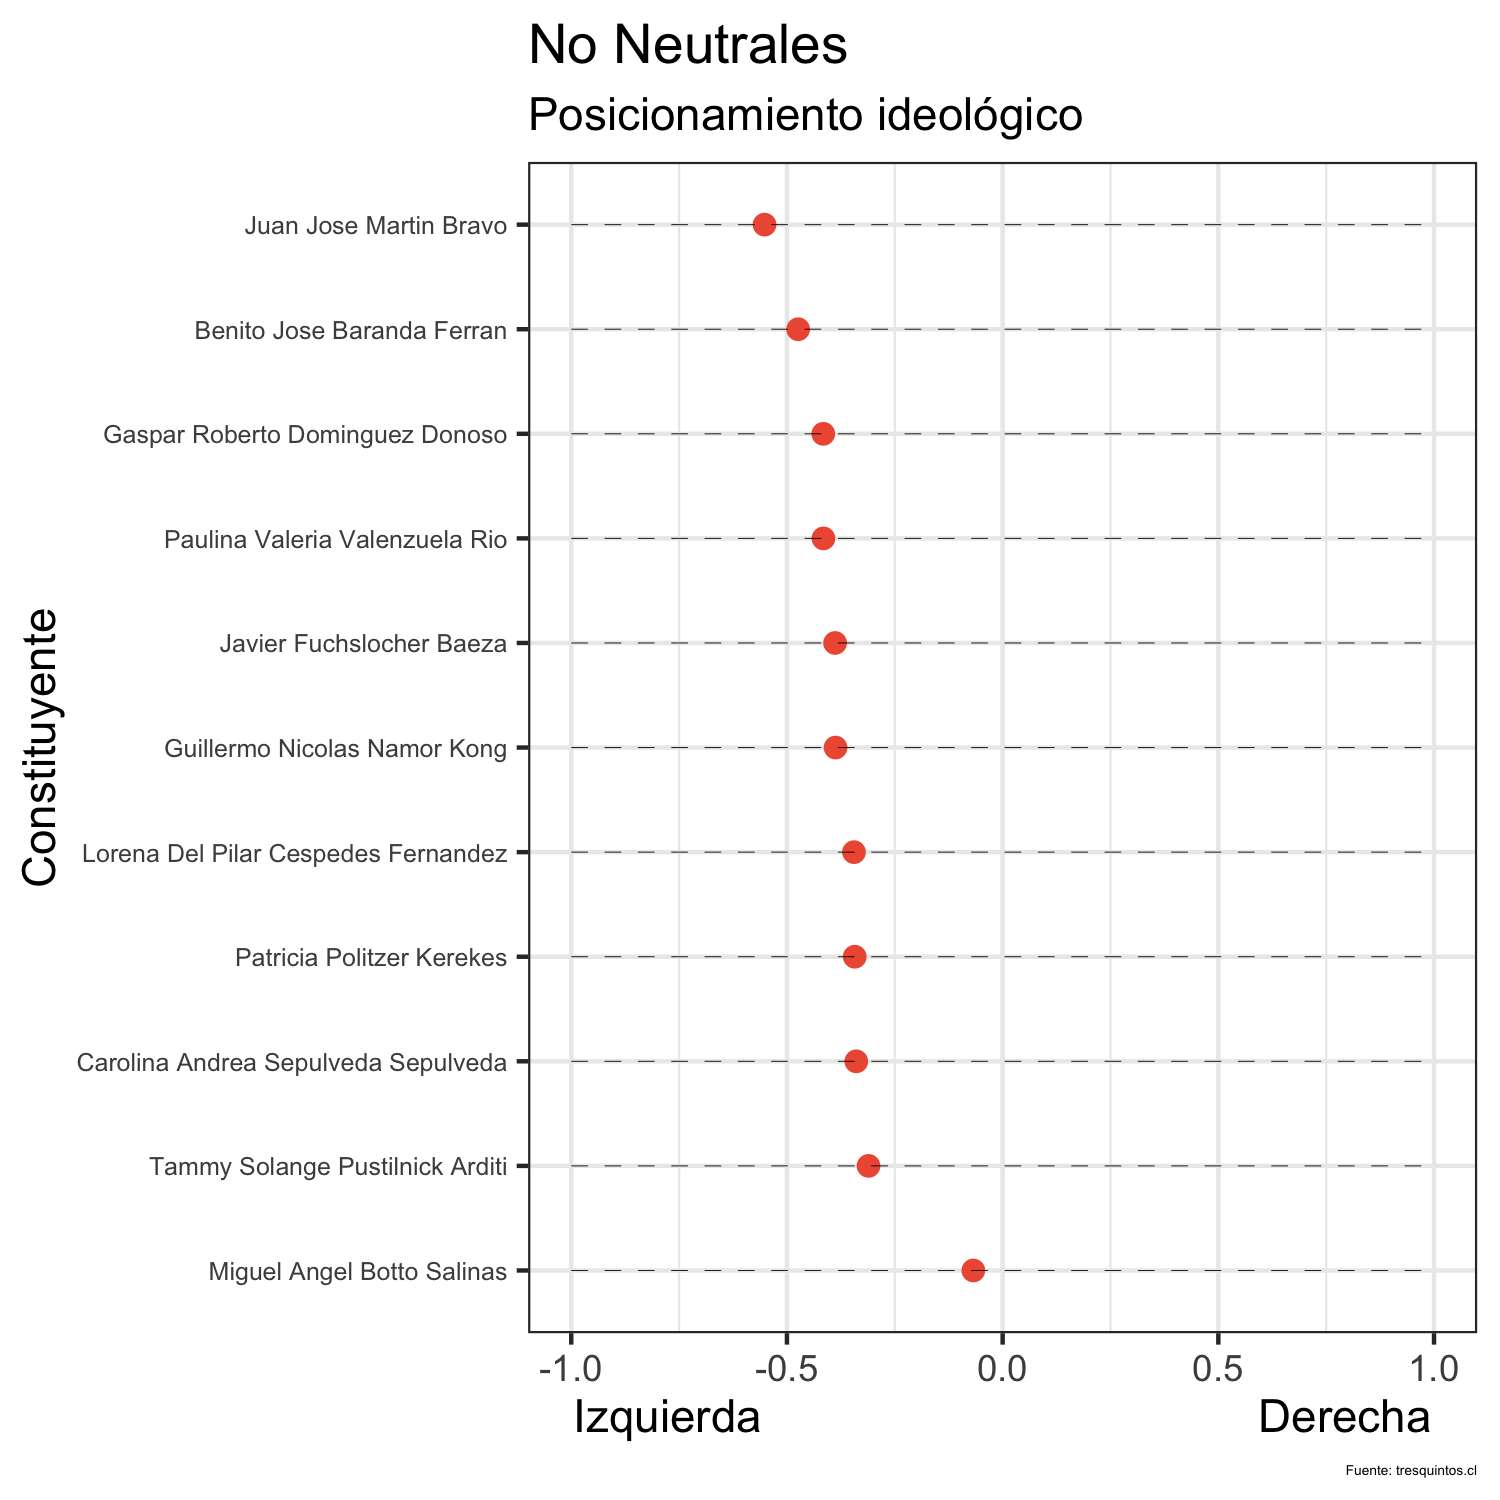 No Neutrales
Posicionamiento ideológico
Constituyente
Juan Jose Martin Bravo
Benito Jose Baranda Ferran
Gaspar Roberto Dominguez Donoso
Paulina Valeria Valenzuela Rio
Javier Fuchslocher Baeza
Guillermo Nicolas Namor Kong
Lorena Del Pilar Cespedes Fernandez
Patricia Politzer Kerekes
Carolina Andrea Sepulveda Sepulveda
Tammy Solange Pustilnick Arditi
Miguel Angel Botto Salinas
-1.0 -0.5 0.0 0.5 1.0
Izquierda Derecha
Fuente: tresquintos.cl